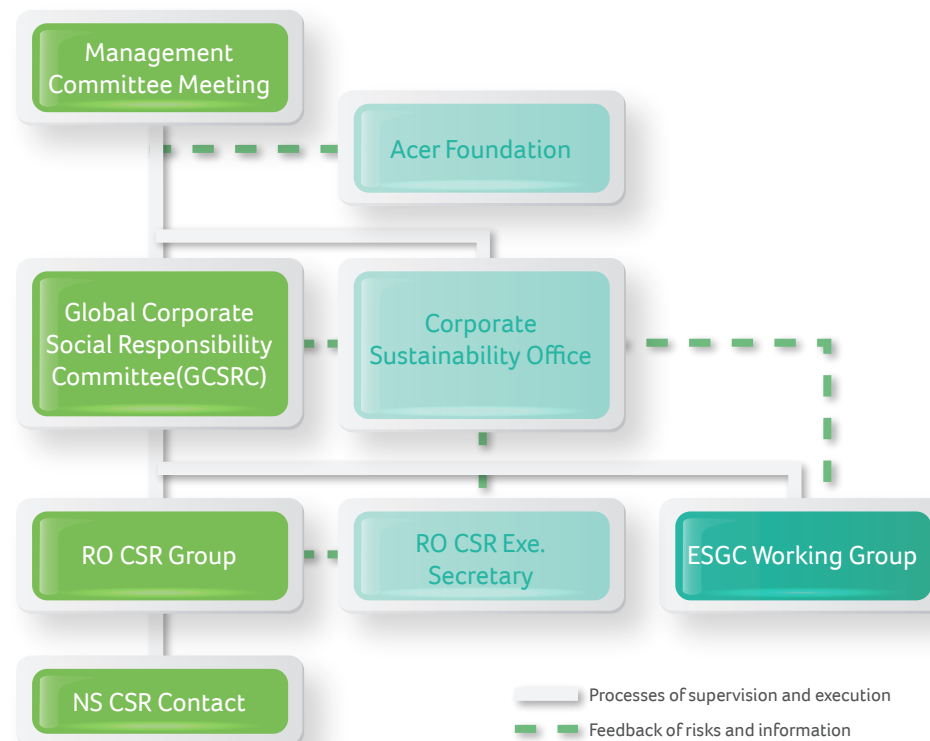 Management
Committee Meeting
Acer Foundation
Global Corporate
Social Responsibility
Committee(GCSRC)
Corporate
Sustainability Office
RO CSR Group
RO CSR Exe.
Secretary
ESGC Working Group
NS CSR Contact
Processes of supervision and execution
Feedback of risks and information